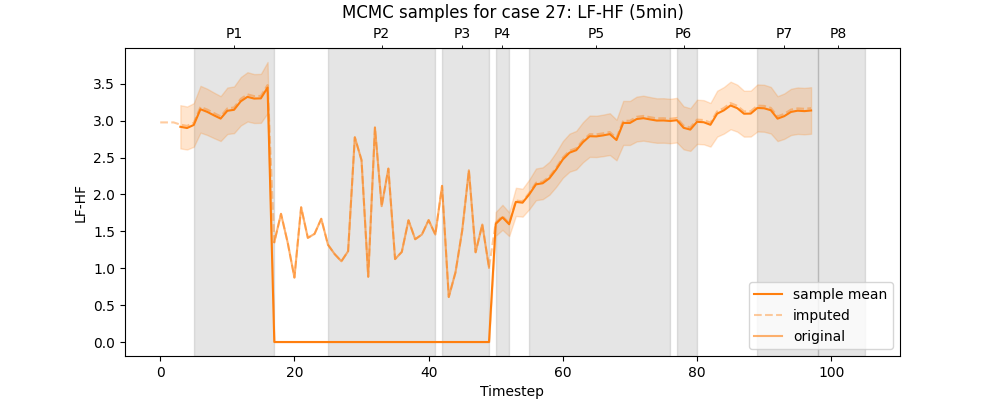 MCMC samples for case 27: LF-HF (5min)
P1 P2 P3 P4 P5 P6 P7 P8
3.5
3.0
2.5
2.0
1.5
1.0
0.5
0.0
LF-HF
sample mean
imputed
original
0 20 40 60 80 100
Timestep